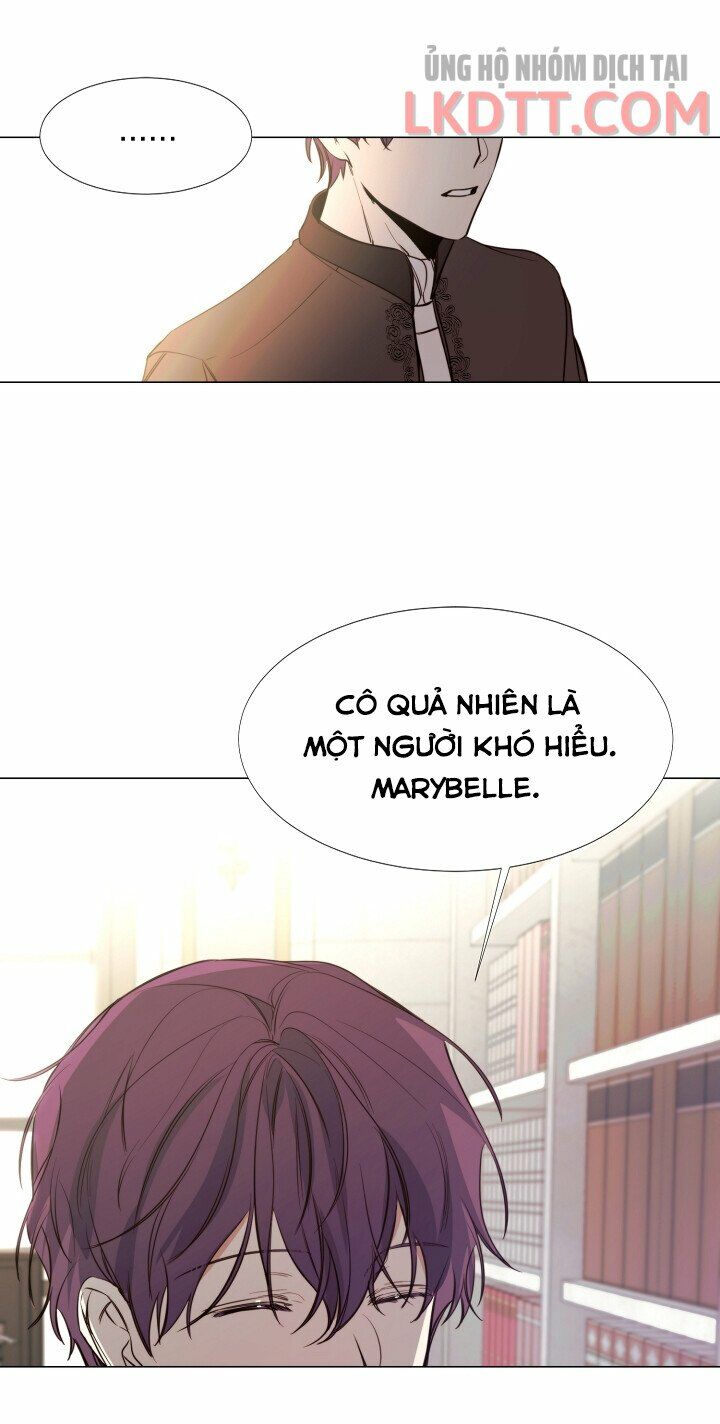 ỦNG HỘ NHÓM DỊCH TẠI
LKDTT.COM
......
CÔ QUẢ NHIÊN LÀ
MỘT NGƯỜI KHÓ HIỂU.
MARYBELLE.